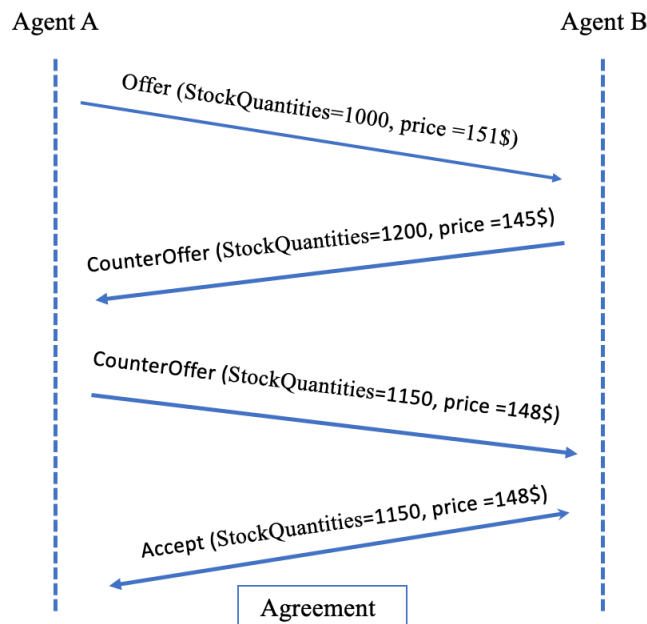 Agent A
Agent B
Offer (StockQuantities=1000, price =151$)
CounterOffer (StockQuantities=1200, price =145$)
CounterOffer (StockQuantities=1150, price =148$)
Accept (StockQuantities=1150, price =148$)
Agreement